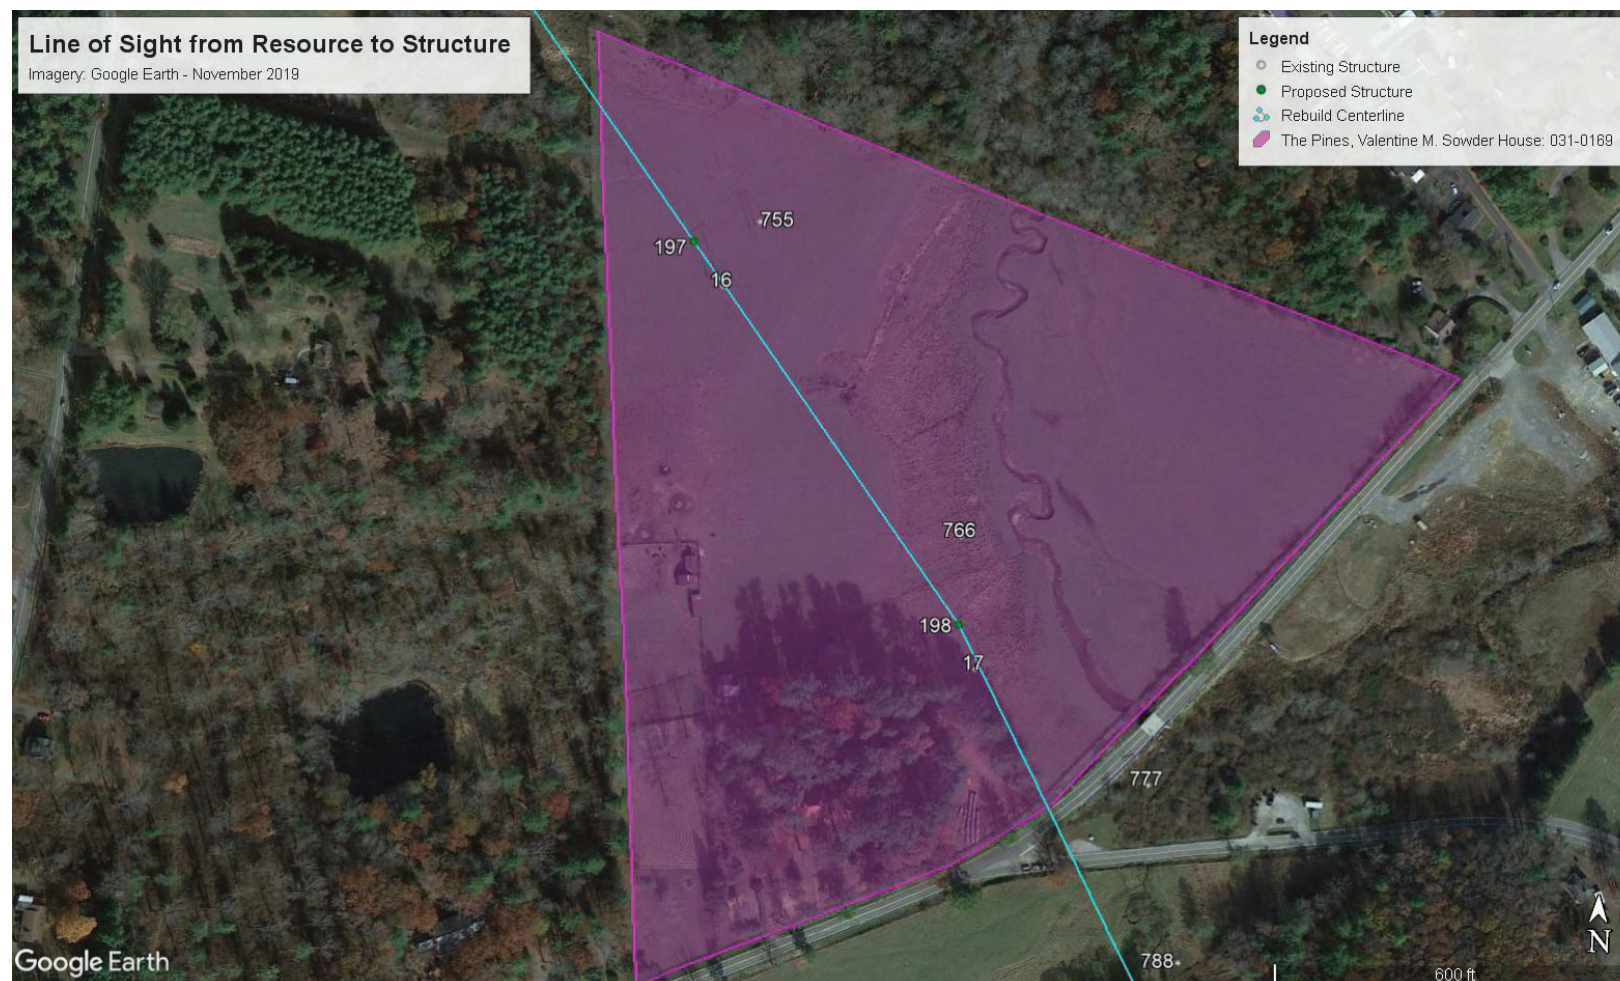 Line of Sight from Resource to Structure
Imagery: Google Earth - November 2019
Legend
Existing Structure
Proposed Structure
Rebuild Centerline
The Pines, Valentine M. Sowder House: 031-0169
755
197
16
766
198
17
777
788
Google Earth
N
600 ft